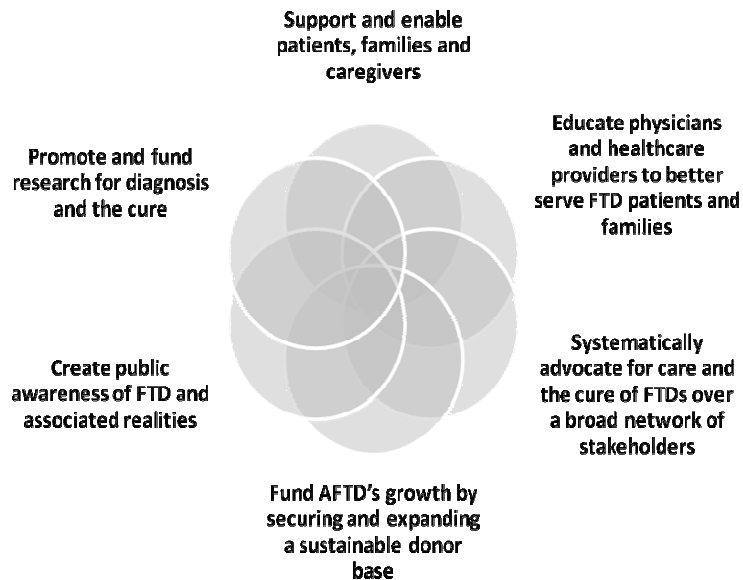 Support and enable
patients, families and
caregivers
Educate physicians
and healthcare
providers to better
serve FTD patients and
families
Systematically
advocate for care and
the cure of FTDs over
a broad network of
stakeholders
Fund AFTD's growth by
securing and expanding
a sustainable donor
base
Create public
awareness of FTD and
associated realities
Promote and fund
research for diagnosis
and the cure